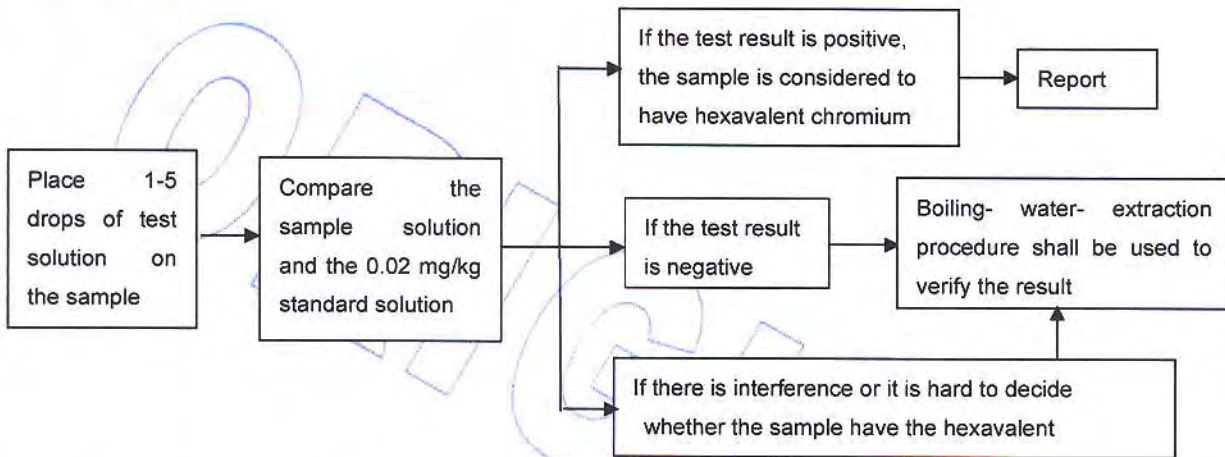 Place 1-5
drops of test
solution on
the sample
Compare the
sample solution
and the 0.02 mg/kg
standard solution
If the test result is positive,
the sample is considered to
have hexavalent chromium
Report
If the test result
is negative
Boiling- water- extraction
procedure shall be used to
verify the result
If there is interference or it is hard to decide
whether the sample have the hexavalent